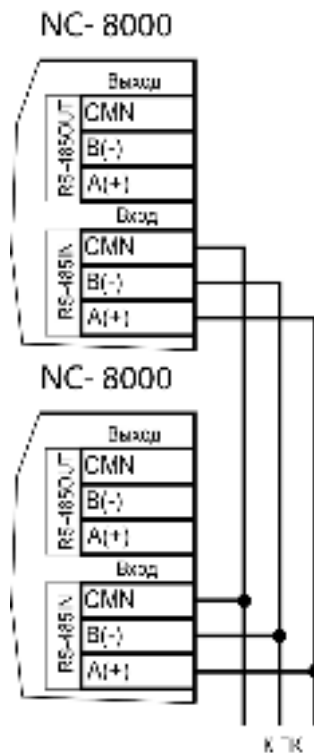 NC- 8000
Выход
RS-485OUT
CMN
B(-)
A(+)
Вход
RS-485IN
CMN
B(-)
A(+)
NC- 8000
Выход
RS-485OUT
CMN
B(-)
A(+)
Вход
RS-485IN
CMN
B(-)
A(+)
К ПК